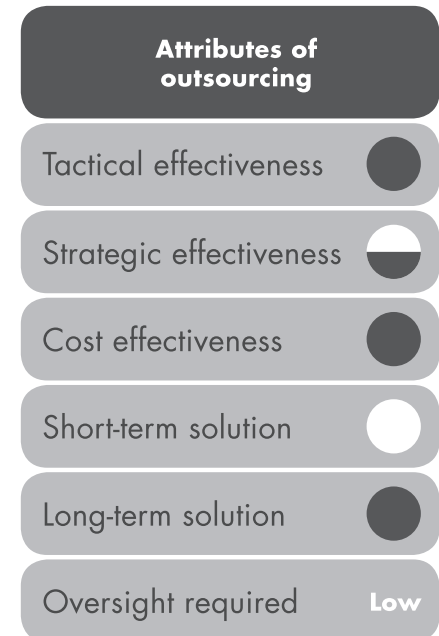 Attributes of
outsourcing
Tactical effectiveness
Strategic effectiveness
Cost effectiveness
Short-term solution
Long-term solution
Oversight required Low